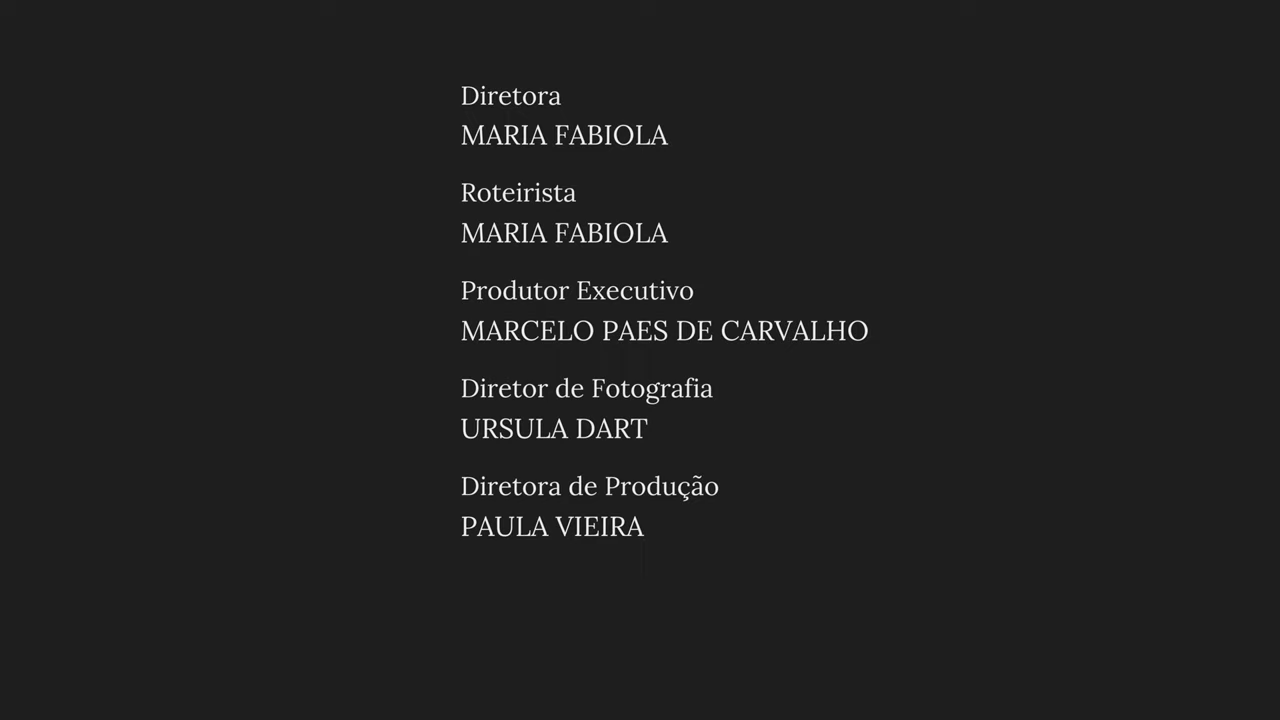 Diretora
MARIA FABIOLA
Roteirista
MARIA FABIOLA
Produtor Executivo
MARCELO PAES DE CARVALHO
Diretor de Fotografia
URSULA DART
Diretora de Produção
PAULA VIEIRA